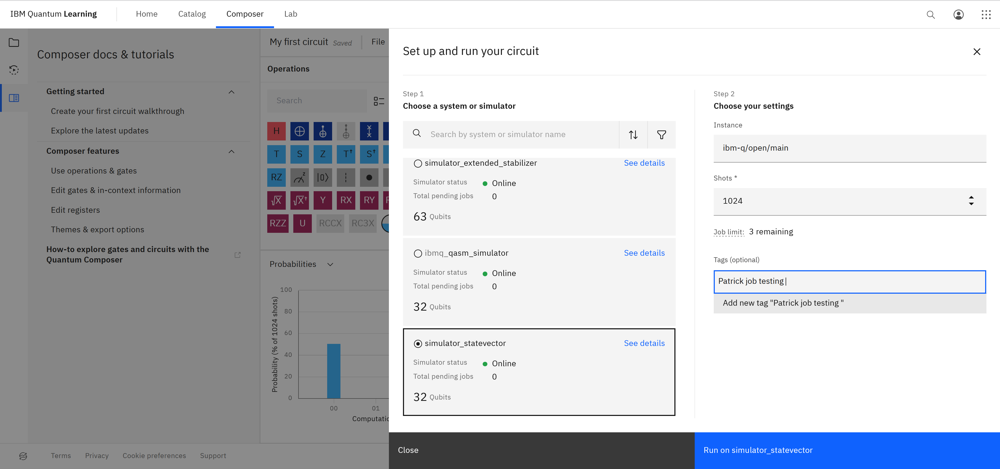 IBM Quantum Learning
Home
Catalog
Composer
Lab
Composer docs & tutorials
Getting started
Create your first circuit walkthrough
Explore the latest updates
Composer features
Use operations & gates
Edit gates & in-context information
Edit registers
Themes & export options
How-to explore gates and circuits with the
Quantum Composer
My first circuit Saved
File
Operations
Search
H
T S Z T† S†
RZ z |0⟩
√X √X† Y RX RY
RZZ U RCCX RC3X
Probabilities
Probability (% of 1024 shots)
100
80
60
40
20
0
00 01
Computatio
Set up and run your circuit
Step 1
Choose a system or simulator
Search by system or simulator name
simulator_extended_stabilizer See details
Simulator status Online
Total pending jobs 0
63 Qubits
ibmq_qasm_simulator See details
Simulator status Online
Total pending jobs 0
32 Qubits
simulator_statevector See details
Simulator status Online
Total pending jobs 0
32 Qubits
Step 2
Choose your settings
Instance
ibm-q/open/main
Shots *
1024
Job limit: 3 remaining
Tags (optional)
Patrick job testing
Add new tag "Patrick job testing "
Close
Run on simulator_statevector
Terms
Privacy
Cookie preferences
Support